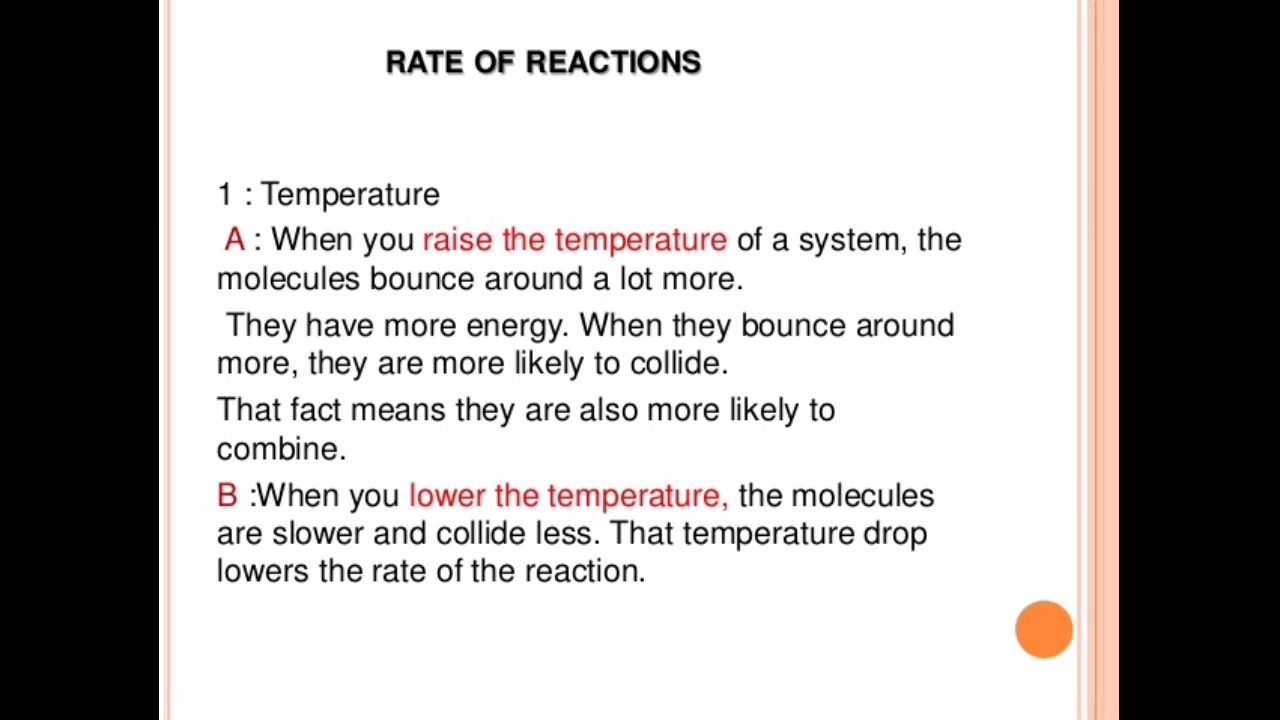 RATE OF REACTIONS
1 : Temperature
A : When you raise the temperature of a system, the
molecules bounce around a lot more.
They have more energy. When they bounce around
more, they are more likely to collide.
That fact means they are also more likely to
combine.
B :When you lower the temperature, the molecules
are slower and collide less. That temperature drop
lowers the rate of the reaction.